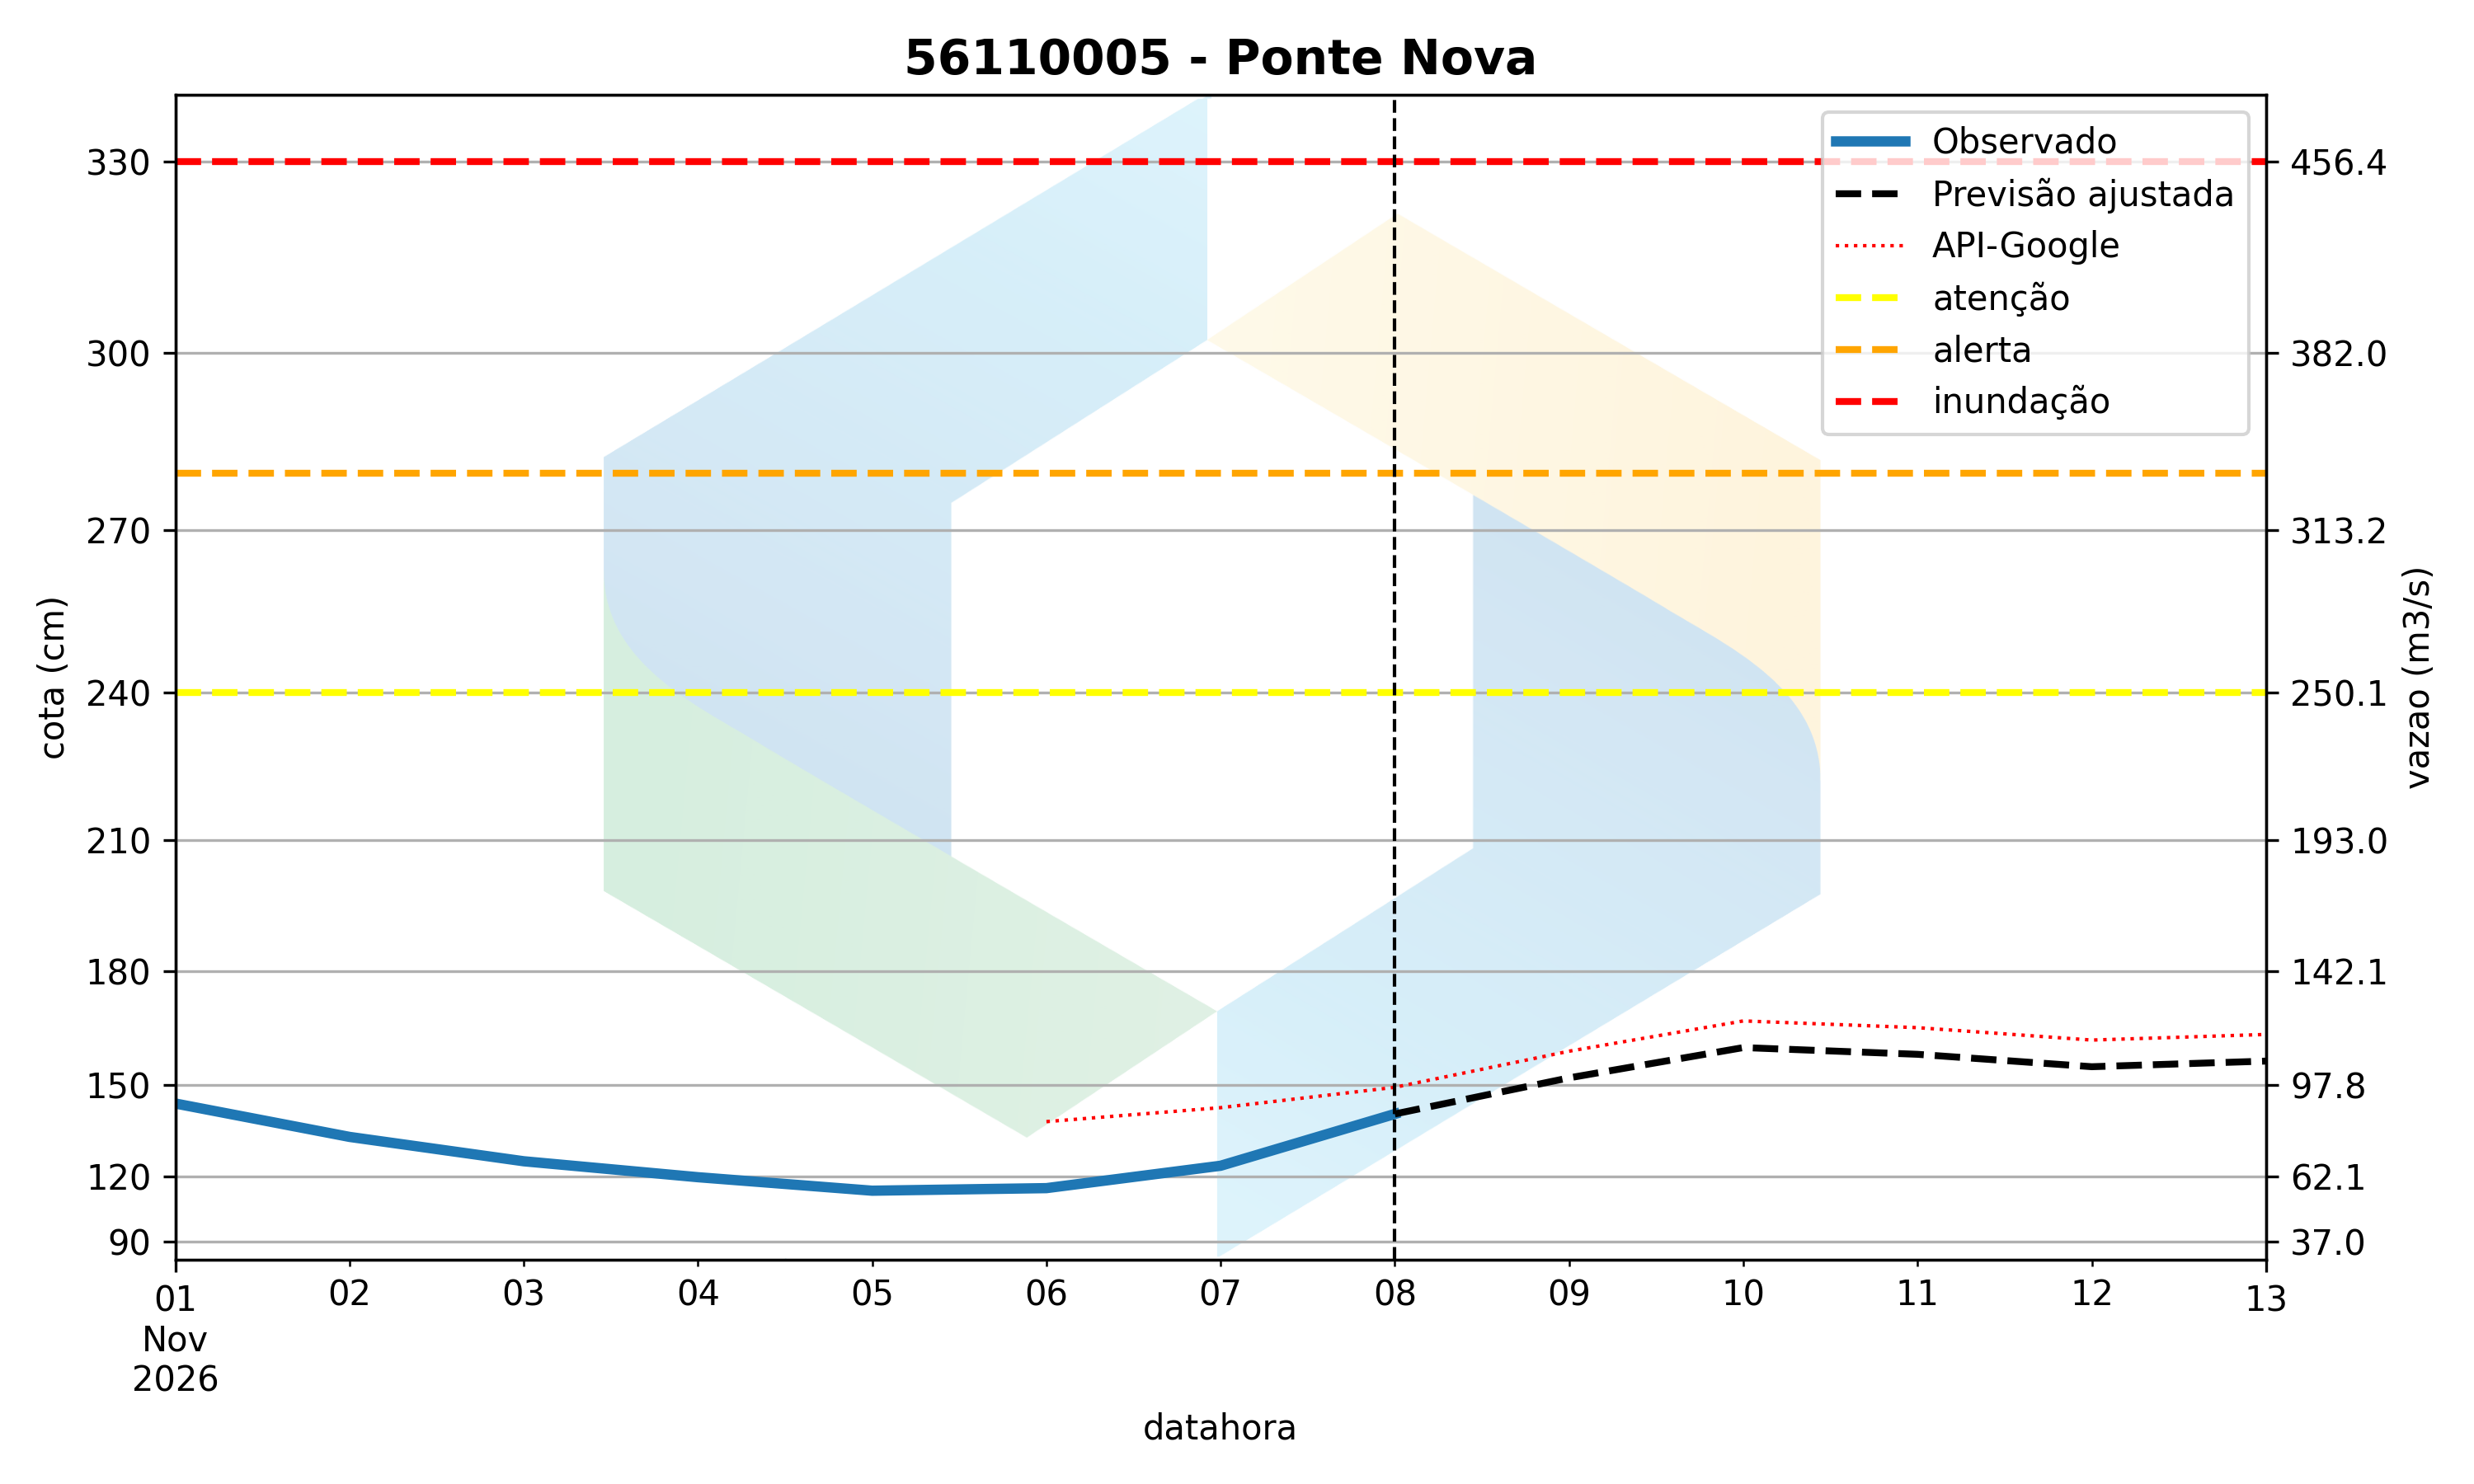 56110005 - Ponte Nova
Observado
Previsão ajustada
API-Google
atenção
alerta
inundação
330
300
270
240
210
180
150
120
90
cota (cm)
456.4
382.0
313.2
250.1
193.0
142.1
97.8
62.1
37.0
vazao (m3/s)
01 02 03 04 05 06 07 08 09 10 11 12 13
Nov
2026
datahora